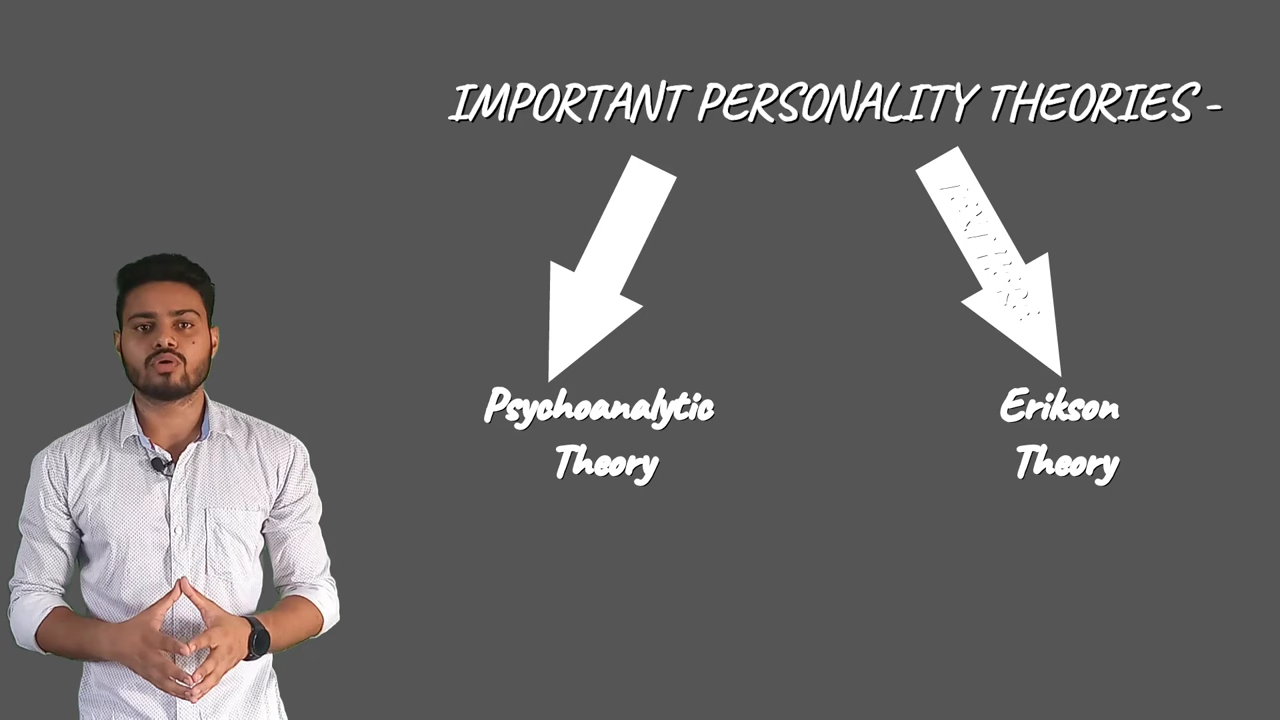 IMPORTANT PERSONALITY THEORIES -
Psychoanalytic
Theory
Erikson
Theory